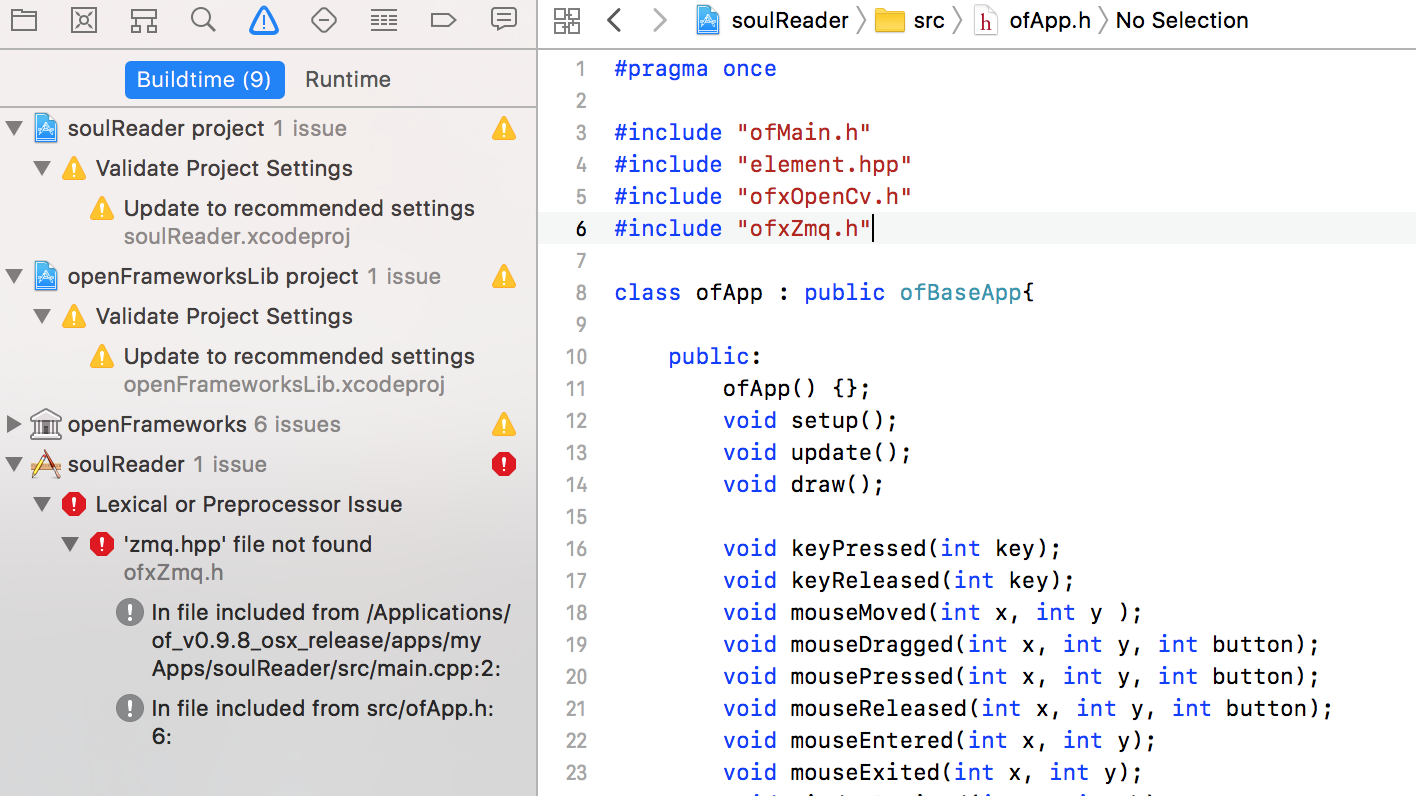 soulReader src h ofApp.h No Selection
Buildtime (9) Runtime
soulReader project 1 issue
Validate Project Settings
Update to recommended settings
soulReader.xcodeproj
openFrameworksLib project 1 issue
Validate Project Settings
Update to recommended settings
openFrameworksLib.xcodeproj
openFrameworks 6 issues
soulReader 1 issue
Lexical or Preprocessor Issue
'zmq.hpp' file not found
ofxZmq.h
In file included from /Applications/
of_v0.9.8_osx_release/apps/my
Apps/soulReader/src/main.cpp:2:
In file included from src/ofApp.h:
6:
1 #pragma once
2
3 #include "ofMain.h"
4 #include "element.hpp"
5 #include "ofxOpenCv.h"
6 #include "ofxZmq.h"
7
8 class ofApp : public ofBaseApp{
9
10 public:
11 ofApp() {};
12 void setup();
13 void update();
14 void draw();
15
16 void keyPressed(int key);
17 void keyReleased(int key);
18 void mouseMoved(int x, int y );
19 void mouseDragged(int x, int y, int button);
20 void mousePressed(int x, int y, int button);
21 void mouseReleased(int x, int y, int button);
22 void mouseEntered(int x, int y);
23 void mouseExited(int x, int y);